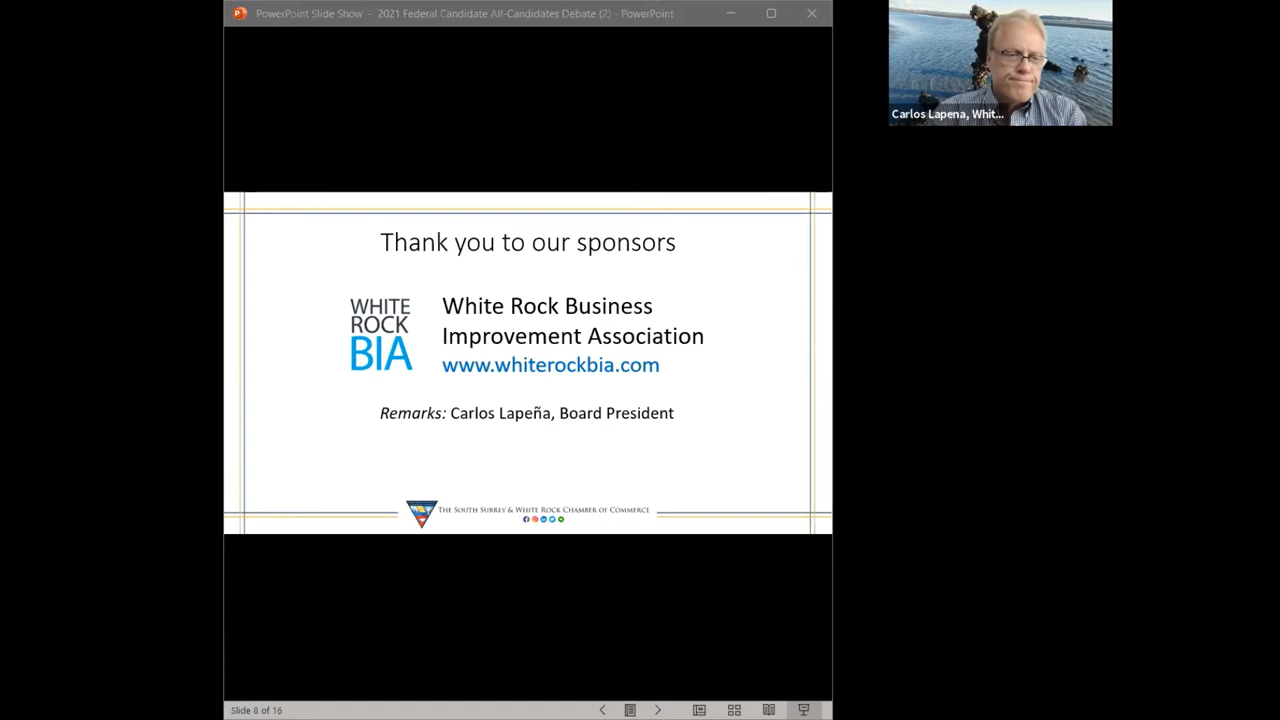 PowerPoint Slide Show - 2021 Federal Candidate All-Candidates Debate (2) - PowerPoint
Carlos Lapena, Whit...
Thank you to our sponsors
WHITE
ROCK
BIA
White Rock Business
Improvement Association
www.whiterockbia.com
Remarks: Carlos Lapeña, Board President
THE SOUTH SURREY & WHITE ROCK CHAMBER OF COMMERCE
Slide 8 of 16